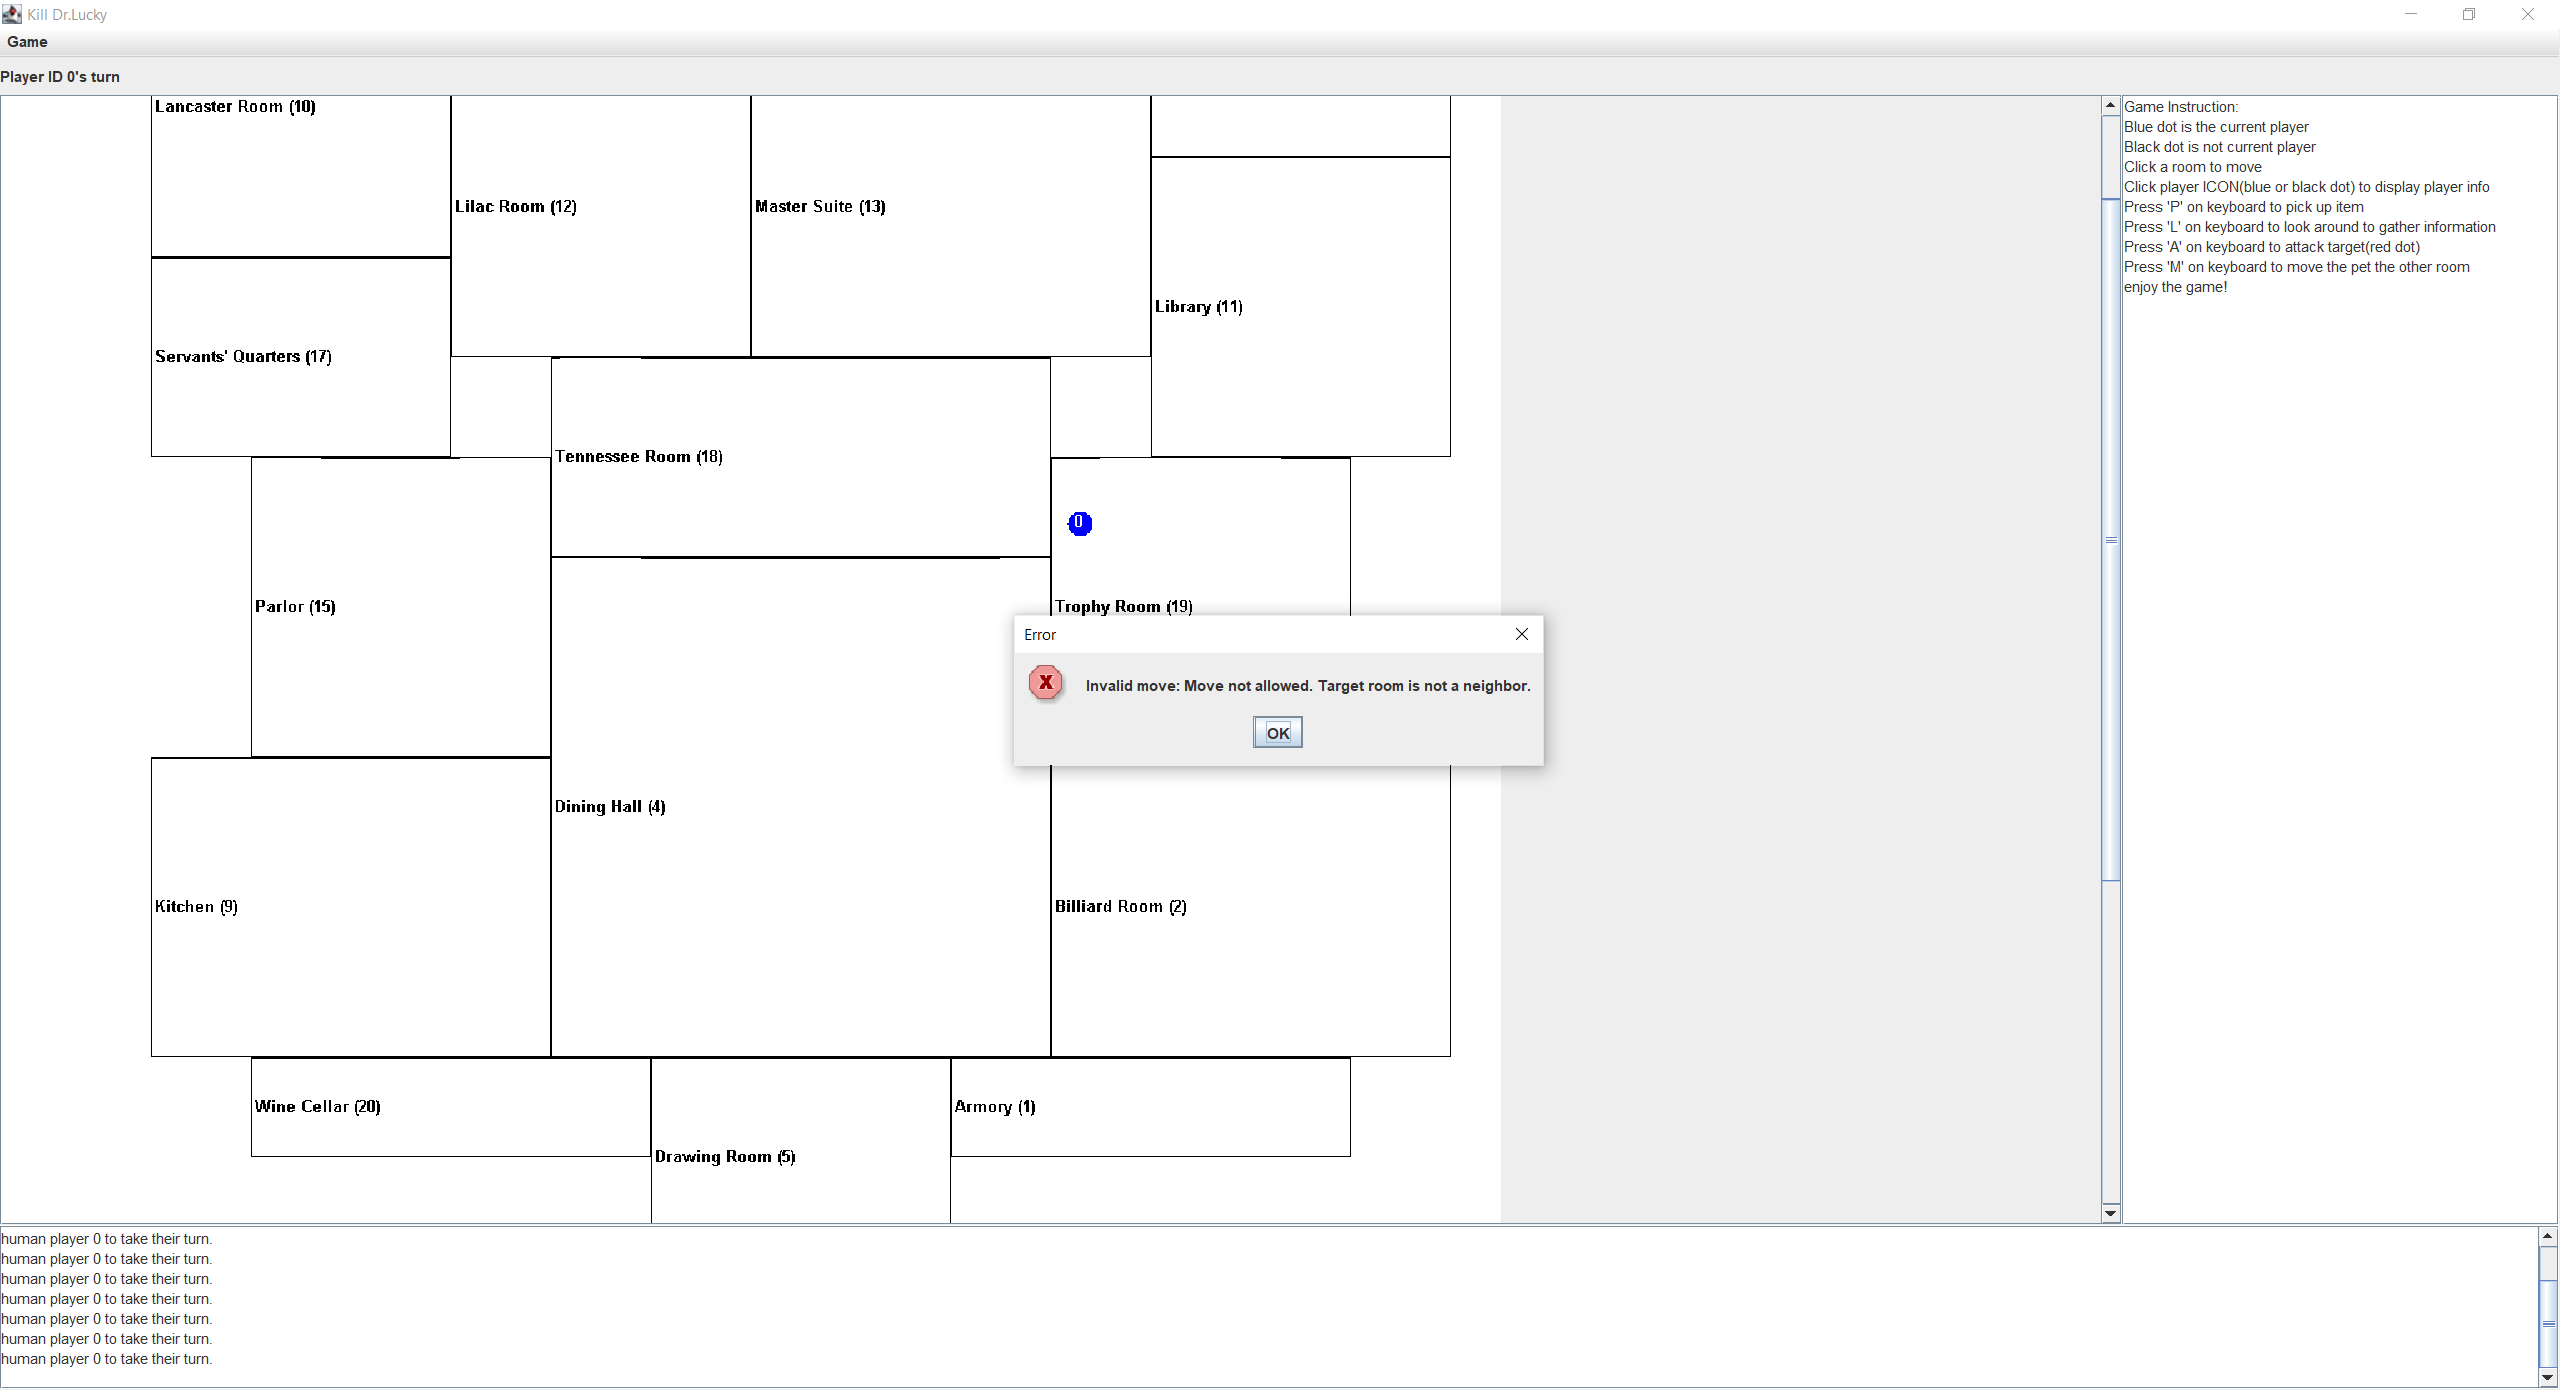 Kill Dr.Lucky
Game
Player ID 0's turn
Lancaster Room (10)
Lilac Room (12)
Master Suite (13)
Library (11)
Servants' Quarters (17)
Tennessee Room (18)
0
Parlor (15)
Trophy Room (19)
Error
X
Invalid move: Move not allowed. Target room is not a neighbor.
OK
Dining Hall (4)
Kitchen (9)
Billiard Room (2)
Wine Cellar (20)
Armory (1)
Drawing Room (5)
Game Instruction:
Blue dot is the current player
Black dot is not current player
Click a room to move
Click player ICON(blue or black dot) to display player info
Press 'P' on keyboard to pick up item
Press 'L' on keyboard to look around to gather information
Press 'A' on keyboard to attack target(red dot)
Press 'M' on keyboard to move the pet the other room
enjoy the game!
human player 0 to take their turn.
human player 0 to take their turn.
human player 0 to take their turn.
human player 0 to take their turn.
human player 0 to take their turn.
human player 0 to take their turn.
human player 0 to take their turn.